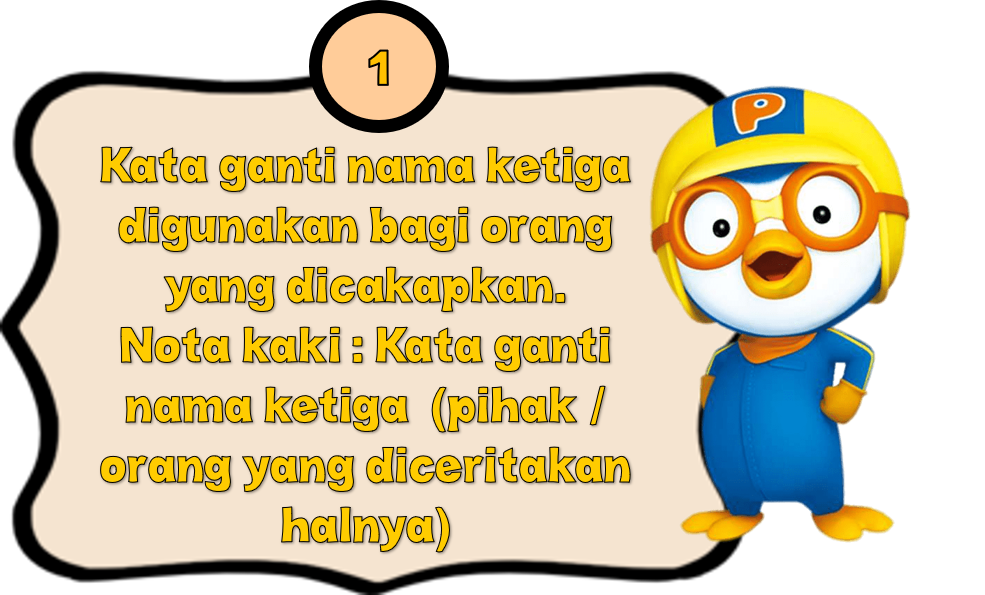 1
Kata ganti nama ketiga
digunakan bagi orang
yang dicakapkan.
Nota kaki : Kata ganti
nama ketiga (pihak /
orang yang diceritakan
halnya)
P